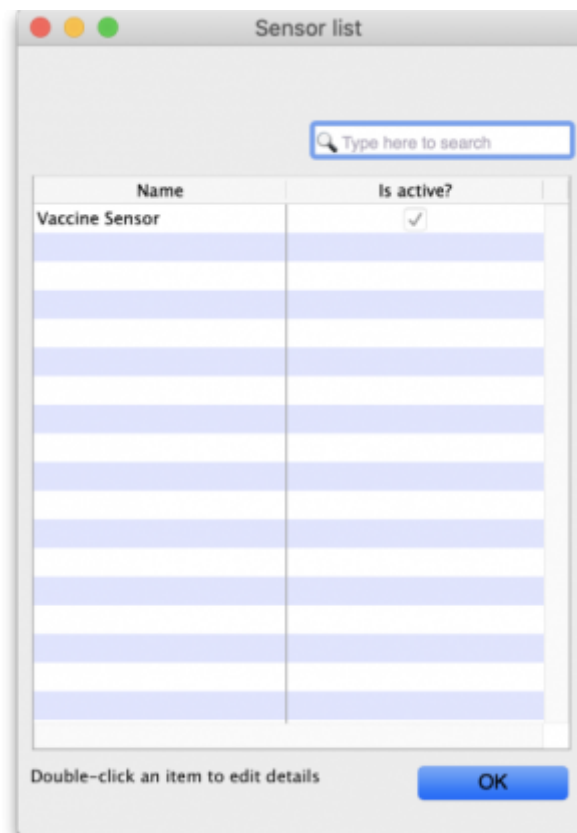 Sensor list
Type here to search
Name Is active?
Vaccine Sensor
Double-click an item to edit details
OK